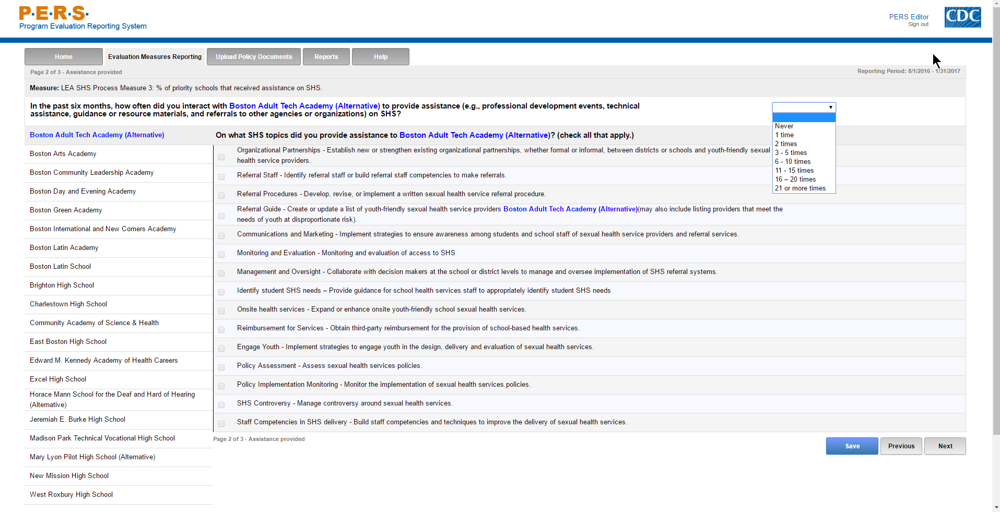 P·E·R·S·
Program Evaluation Reporting System
PERS Editor
Sign out
CDC
Home
Evaluation Measures Reporting
Upload Policy Documents
Reports
Help
Page 2 of 3 - Assistance provided
Reporting Period: 8/1/2016 - 1/31/2017
Measure: LEA SHS Process Measure 3: % of priority schools that received assistance on SHS.
In the past six months, how often did you interact with Boston Adult Tech Academy (Alternative) to provide assistance (e.g., professional development events, technical
assistance, guidance or resource materials, and referrals to other agencies or organizations) on SHS?
Never
1 time
2 times
3 - 5 times
6 - 10 times
11 - 15 times
16 – 20 times
21 or more times
Boston Adult Tech Academy (Alternative)
Boston Arts Academy
Boston Community Leadership Academy
Boston Day and Evening Academy
Boston Green Academy
Boston International and New Comers Academy
Boston Latin Academy
Boston Latin School
Brighton High School
Charlestown High School
Community Academy of Science & Health
East Boston High School
Edward M. Kennedy Academy of Health Careers
Excel High School
Horace Mann School for the Deaf and Hard of Hearing
(Alternative)
Jeremiah E. Burke High School
Madison Park Technical Vocational High School
Mary Lyon Pilot High School (Alternative)
New Mission High School
West Roxbury High School
On what SHS topics did you provide assistance to Boston Adult Tech Academy (Alternative)? (check all that apply.)
Organizational Partnerships - Establish new or strengthen existing organizational partnerships, whether formal or informal, between districts or schools and youth-friendly sexual
health service providers.
Referral Staff - Identify referral staff or build referral staff competencies to make referrals.
Referral Procedures - Develop, revise, or implement a written sexual health service referral procedure.
Referral Guide - Create or update a list of youth-friendly sexual health service providers Boston Adult Tech Academy (Alternative)(may also include listing providers that meet the
needs of youth at disproportionate risk).
Communications and Marketing - Implement strategies to ensure awareness among students and school staff of sexual health service providers and referral services.
Monitoring and Evaluation - Monitoring and evaluation of access to SHS
Management and Oversight - Collaborate with decision makers at the school or district levels to manage and oversee implementation of SHS referral systems.
Identify student SHS needs – Provide guidance for school health services staff to appropriately identify student SHS needs
Onsite health services - Expand or enhance onsite youth-friendly school sexual health services.
Reimbursement for Services - Obtain third-party reimbursement for the provision of school-based health services.
Engage Youth - Implement strategies to engage youth in the design, delivery and evaluation of sexual health services.
Policy Assessment - Assess sexual health services policies.
Policy Implementation Monitoring - Monitor the implementation of sexual health services policies.
SHS Controversy - Manage controversy around sexual health services.
Staff Competencies in SHS delivery - Build staff competencies and techniques to improve the delivery of sexual health services.
Page 2 of 3 - Assistance provided
Save
Previous
Next